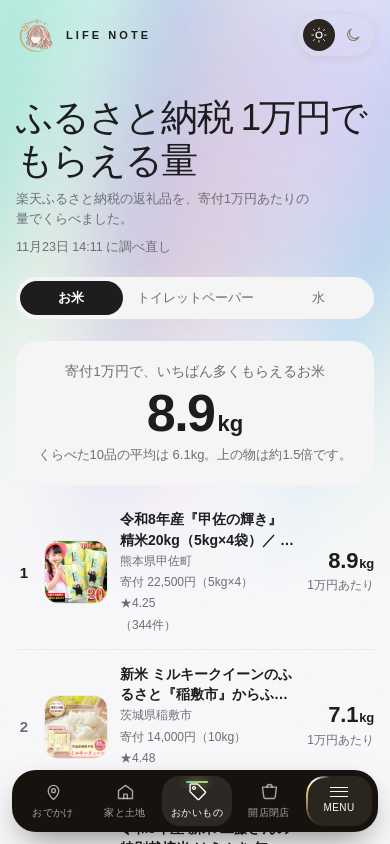 LIFE NOTE
ふるさと納税 1万円で
もらえる量
楽天ふるさと納税の返礼品を、寄付1万円あたりの
量でくらべました。
11月23日 14:11 に調べ直し
お米
トイレットペーパー
水
寄付1万円で、いちばん多くもらえるお米
8.9kg
くらべた10品の平均は 6.1kg。上の物は約1.5倍です。
1
令和8年産『甲佐の輝き』
精米20kg（5kg×4袋）／ …
熊本県甲佐町
寄付 22,500円（5kg×4）
★4.25
（344件）
8.9kg
1万円あたり
2
新米 ミルキークイーンのふ
るさと『稲敷市』からふ…
茨城県稲敷市
寄付 14,000円（10kg）
★4.48
7.1kg
1万円あたり
おでかけ
家と土地
おかいもの
開店閉店
MENU